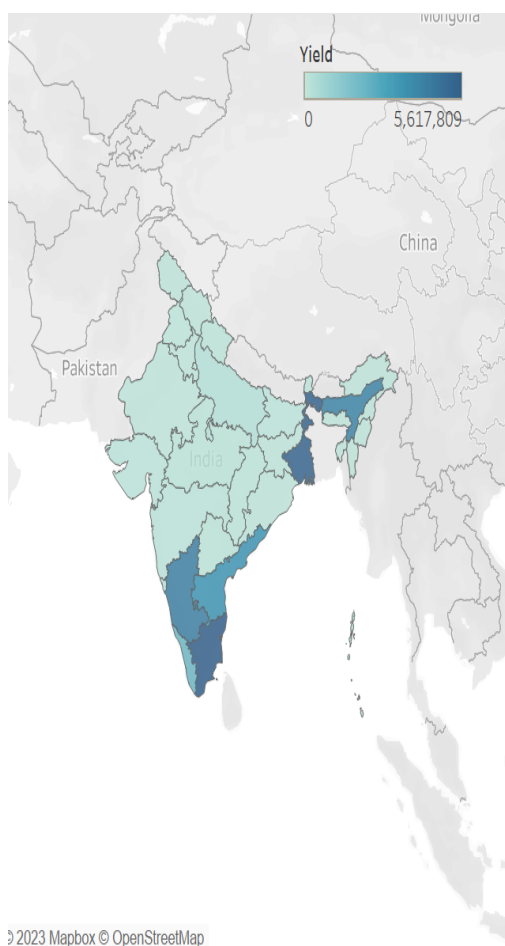 Mongolia
Yield
0 5,617,809
China
Pakistan
India
© 2023 Mapbox © OpenStreetMap